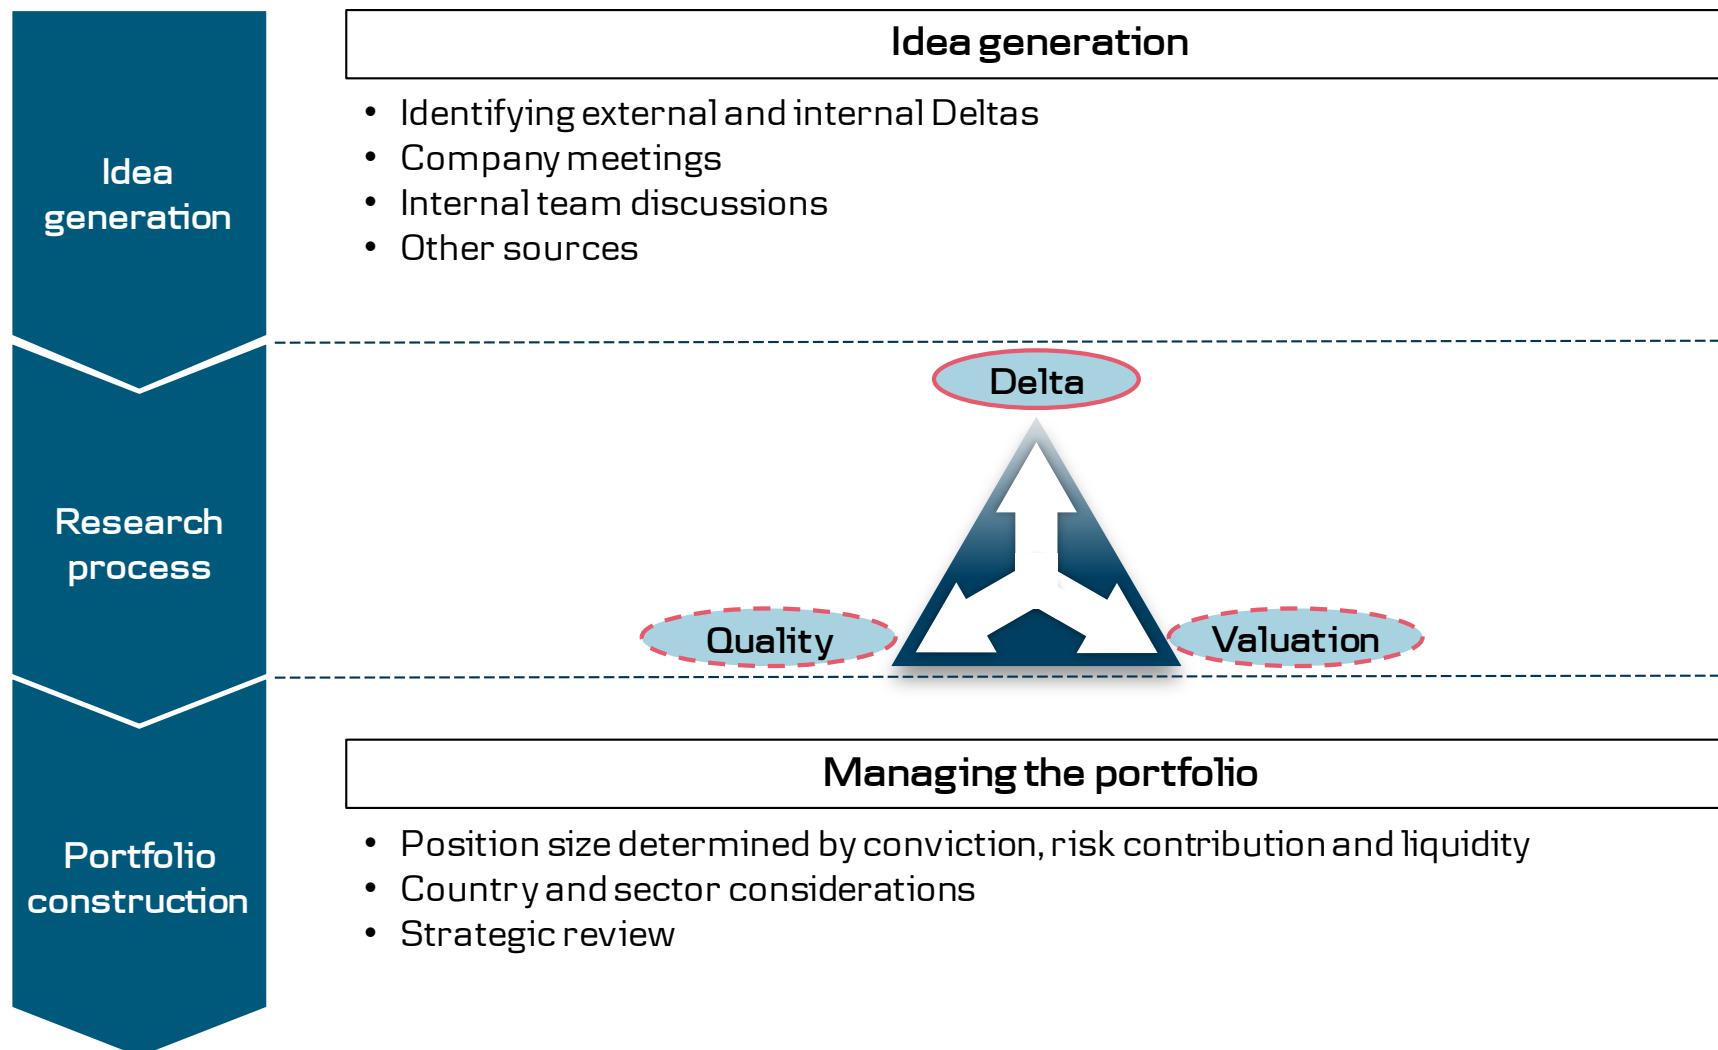 Idea
generation
Idea generation
• Identifying external and internal Deltas
• Company meetings
• Internal team discussions
• Other sources
Research
process
Delta
Quality
Valuation
Portfolio
construction
Managing the portfolio
• Position size determined by conviction, risk contribution and liquidity
• Country and sector considerations
• Strategic review